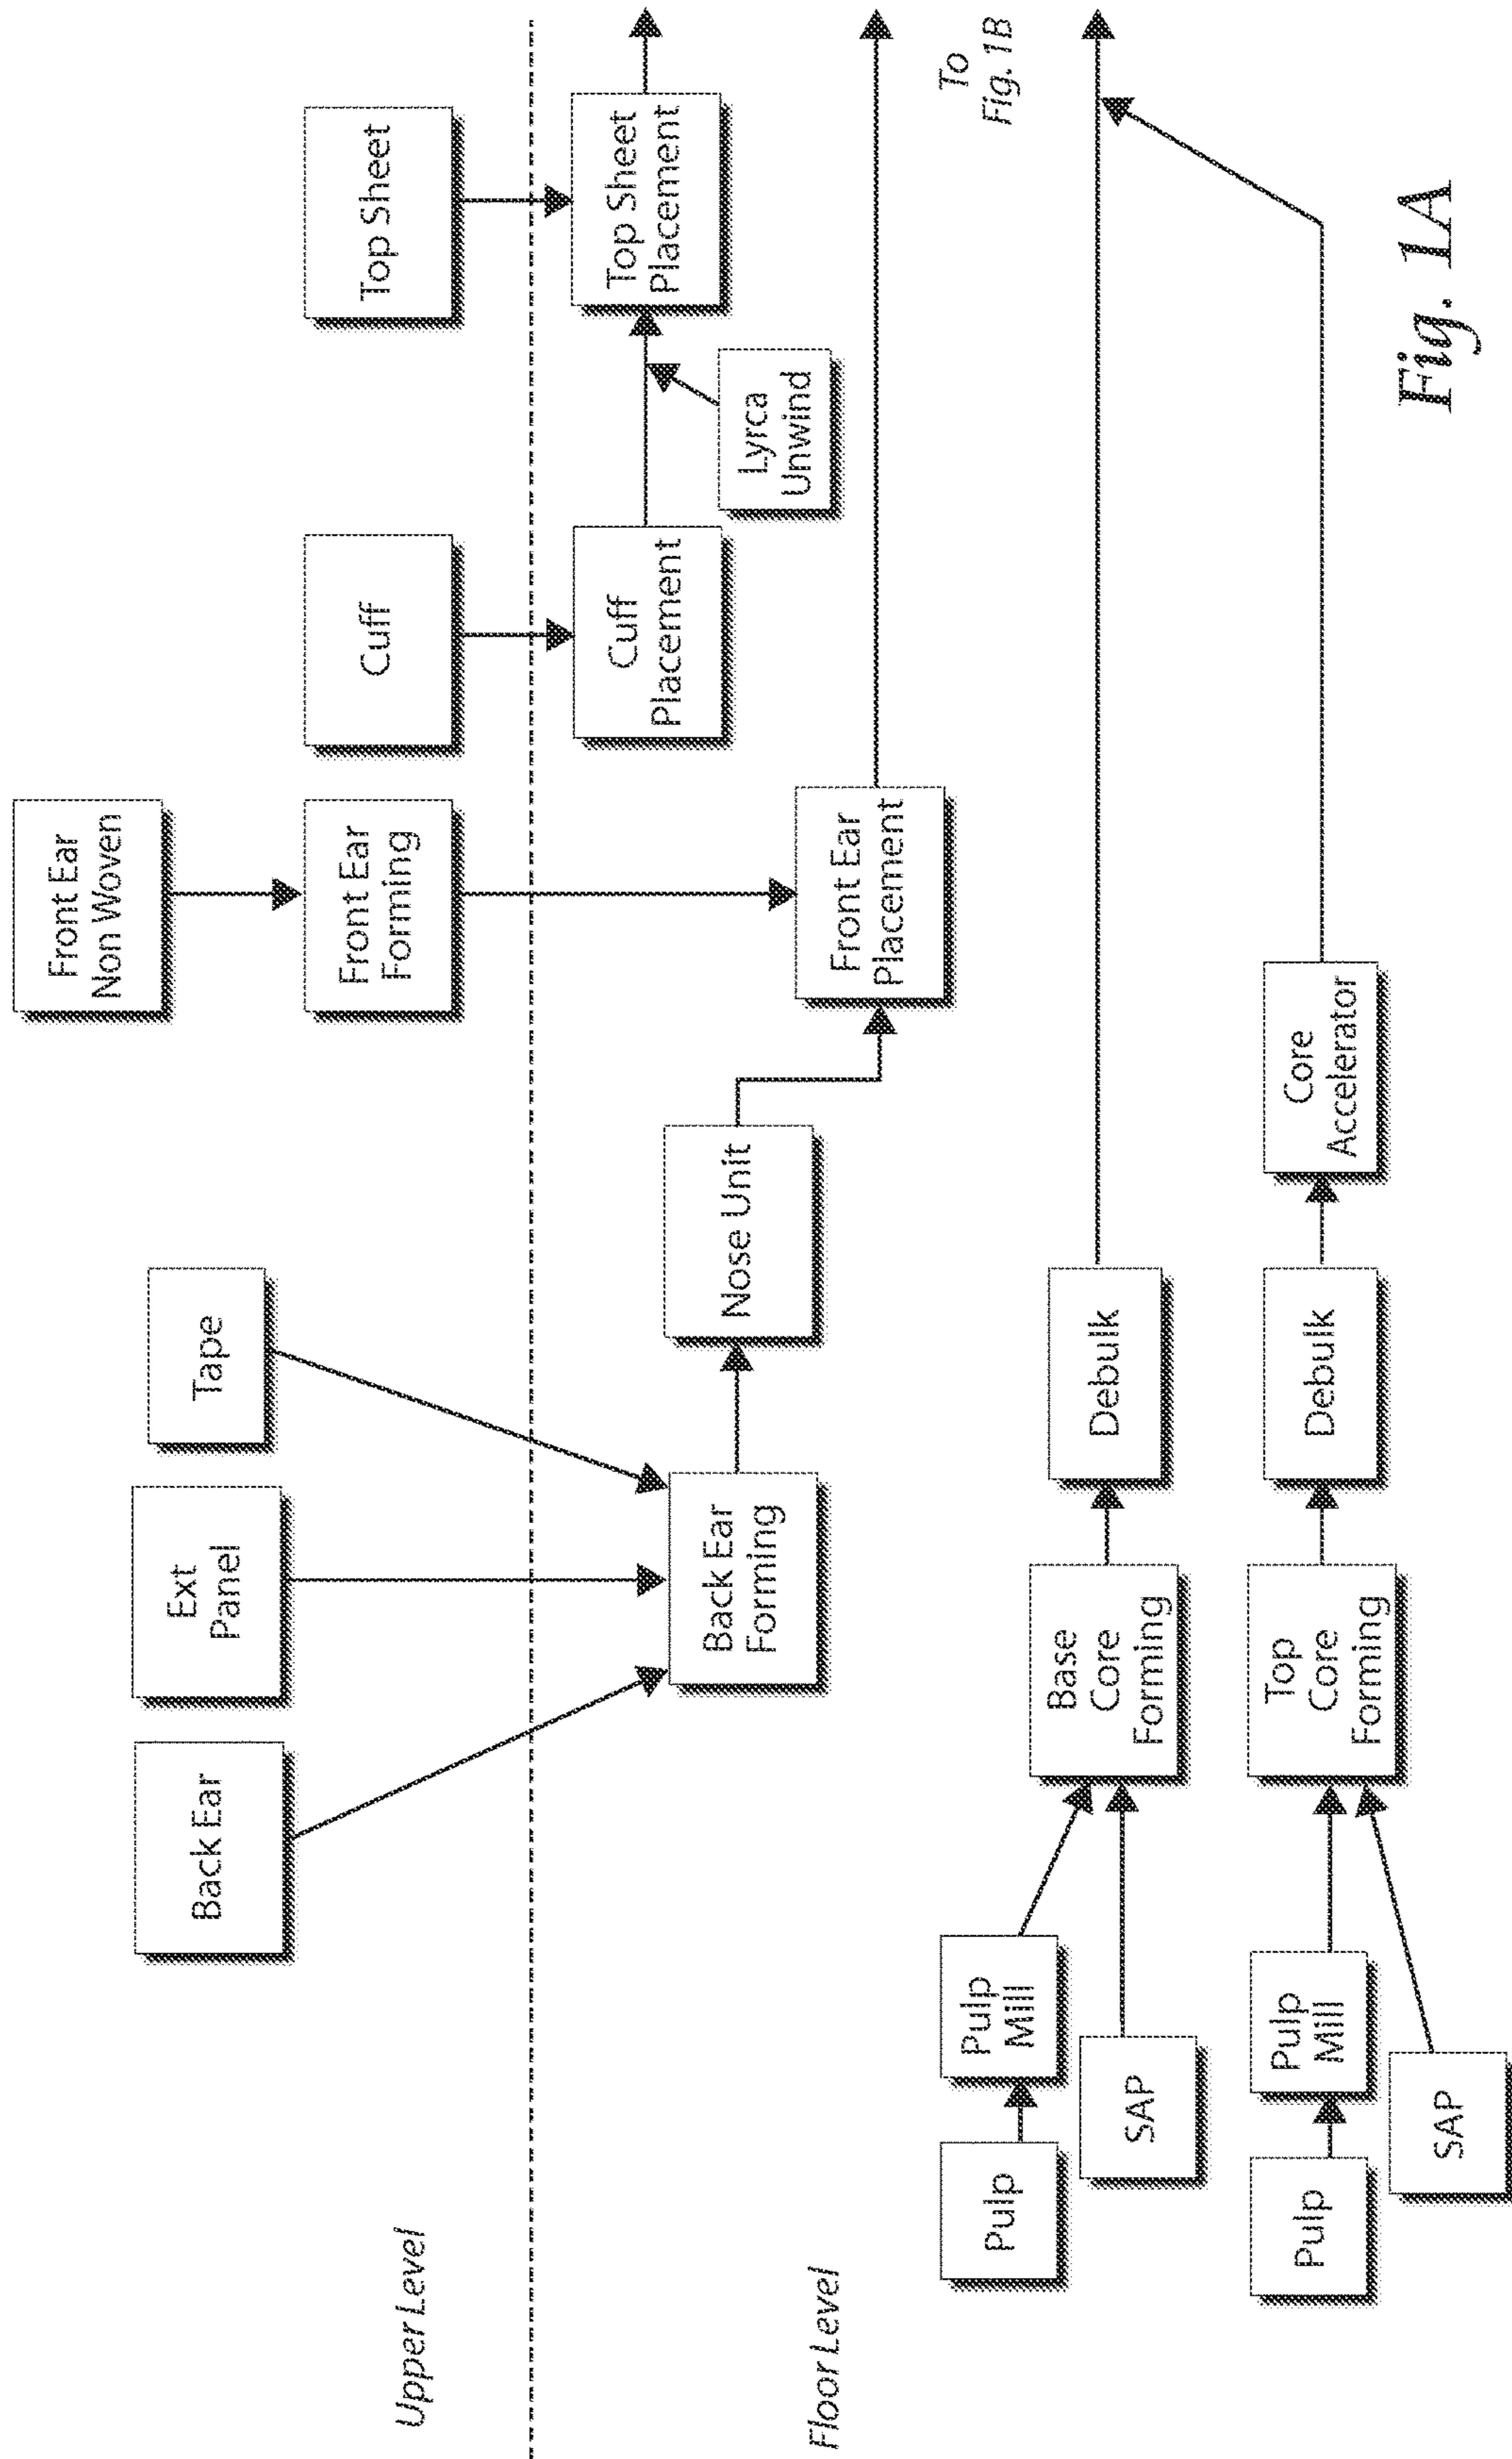 Front Ear
Non Woven
Tape
Ext
Panel
Back Ear
Front Ear
Forming
Cuff
Top Sheet
Upper Level
Cuff
Placement
Top Sheet
Placement
Lyrca
Unwind
Back Ear
Forming
Nose Unit
Front Ear
Placement
Floor Level
To
Fig. 1B
Pulp
Pulp
Mill
SAP
Base
Core
Forming
Debulk
Pulp
Pulp
Mill
SAP
Top
Core
Forming
Debulk
Core
Accelerator
Fig. 1A